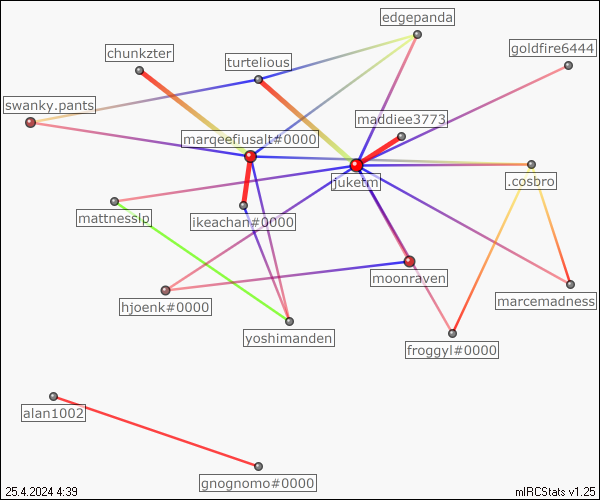 edgepanda
goldfire6444
chunkzter
turtelious
swanky.pants
maddiee3773
marqeefiusalt#0000
juketm
.cosbro
mattnesslp
ikeachan#0000
moonraven
hjoenk#0000
marcemadness
yoshimanden
froggyl#0000
alan1002
gnognomo#0000
25.4.2024 4:39
mIRCStats v1.25